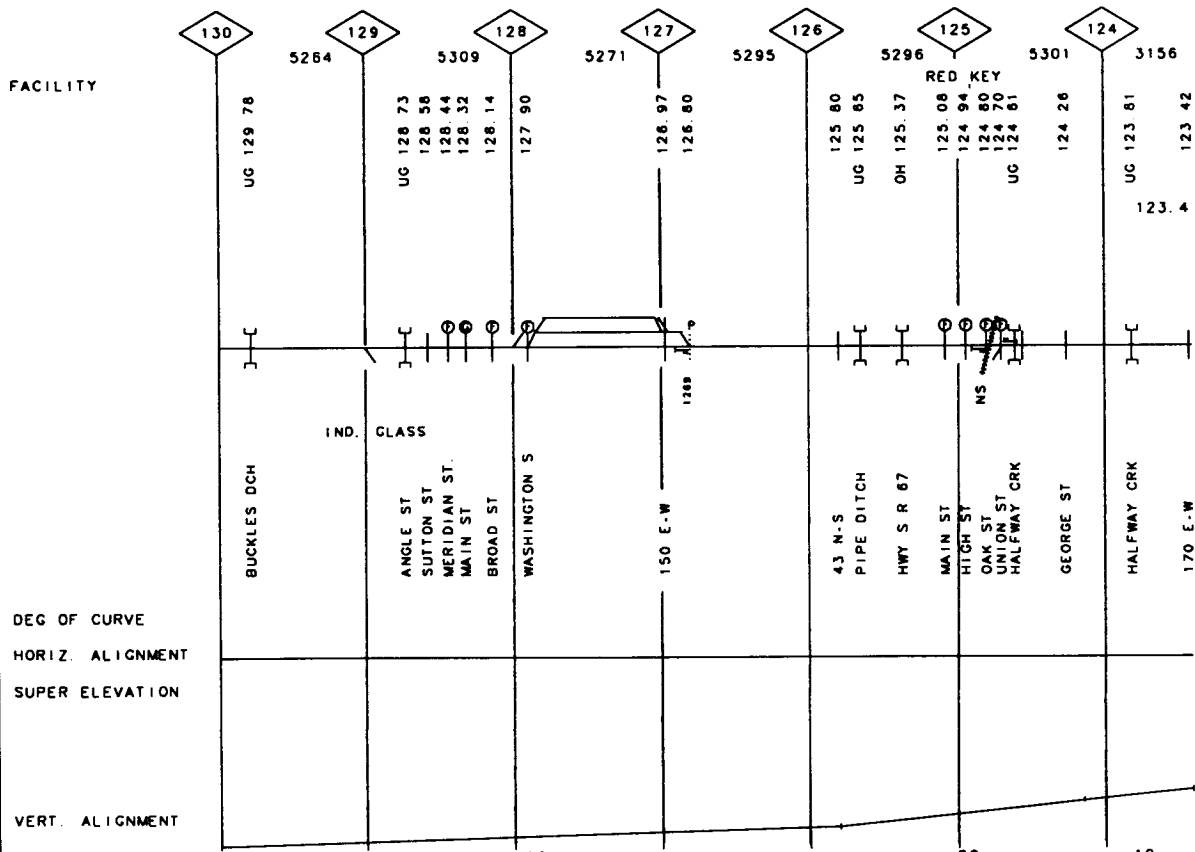 130 129 128 127 126 125 124
5264 5309 5271 5295 5296 5301 3156
FACILITY
RED KEY
UG 129 78
UG 128 73
128 58
128.44
128.32
128.14
127 90
126.97
126.80
125 80
UG 125 65
OH 125.37
125.08
124 94
124 80
124 70
UG 124 61
124 26
UG 123.81
123 42
123.4
P
1269
NS
IND. GLASS
BUCKLES DCH
ANGLE ST
SUTTON ST
MERIDIAN ST.
MAIN ST
BROAD ST
WASHINGTON S
150 E-W
43 N-S
PIPE DITCH
HWY S R 67
MAIN ST
HIGH ST
OAK ST
UNION ST
HALFWAY CRK
GEORGE ST
HALFWAY CRK
170 E-W
DEG OF CURVE
HORIZ. ALIGNMENT
SUPER ELEVATION
VERT. ALIGNMENT